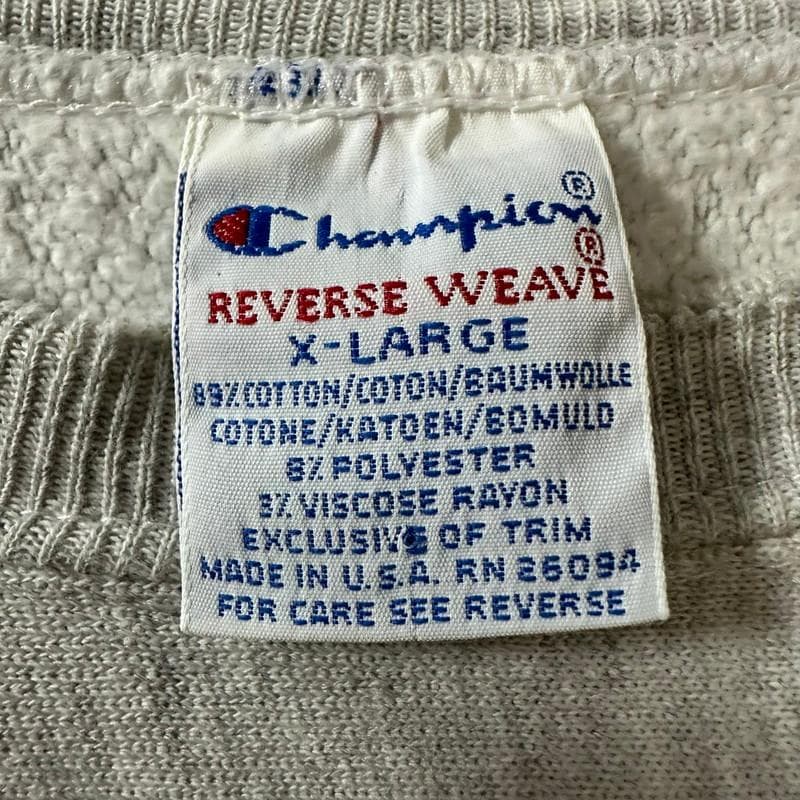 Champion®
REVERSE WEAVE®
X-LARGE
89% COTTON/COTON/BAUMWOLLE
COTONE/KATOEN/BOMULD
8% POLYESTER
3% VISCOSE RAYON
EXCLUSIVE OF TRIM
MADE IN U.S.A. RN 26094
FOR CARE SEE REVERSE